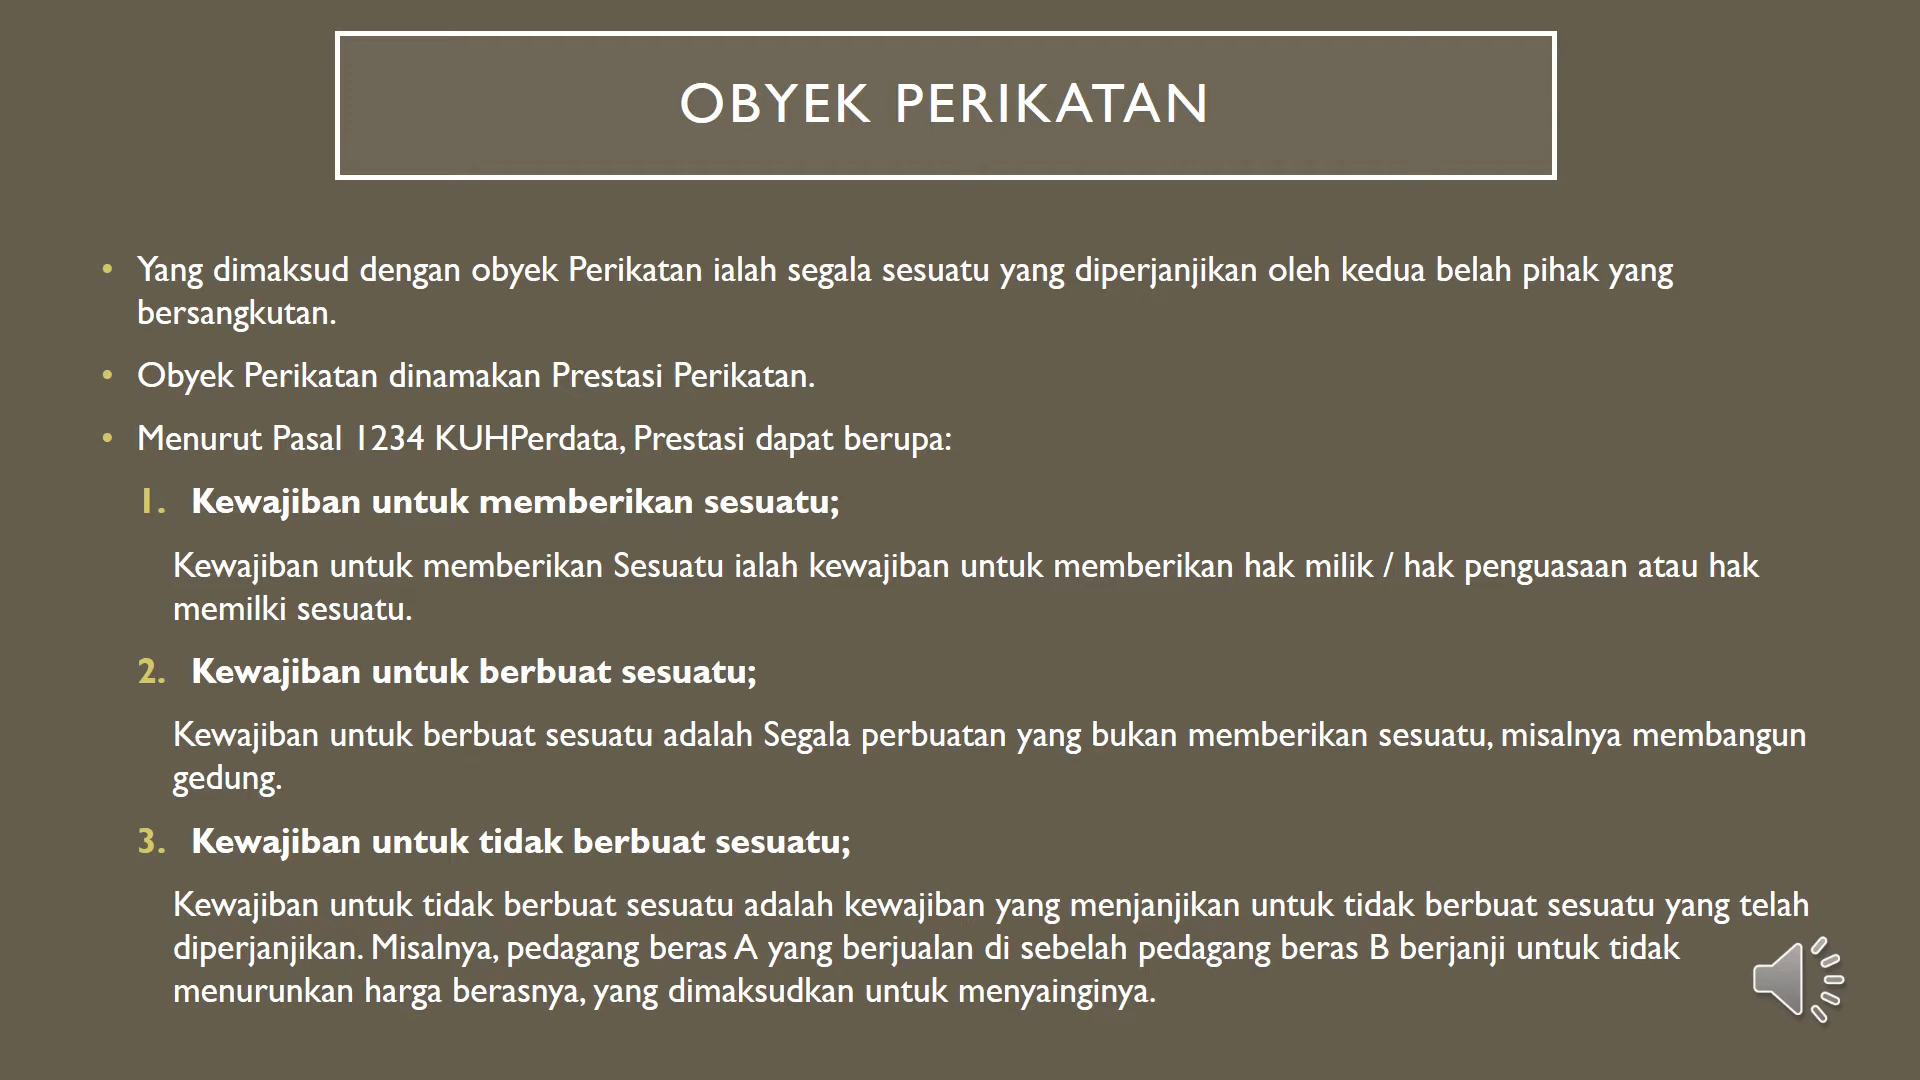 OBYEK PERIKATAN
• Yang dimaksud dengan obyek Perikatan ialah segala sesuatu yang diperjanjikan oleh kedua belah pihak yang
bersangkutan.
• Obyek Perikatan dinamakan Prestasi Perikatan.
• Menurut Pasal 1234 KUHPerdata, Prestasi dapat berupa:
1. Kewajiban untuk memberikan sesuatu;
Kewajiban untuk memberikan Sesuatu ialah kewajiban untuk memberikan hak milik / hak penguasaan atau hak
memilki sesuatu.
2. Kewajiban untuk berbuat sesuatu;
Kewajiban untuk berbuat sesuatu adalah Segala perbuatan yang bukan memberikan sesuatu, misalnya membangun
gedung.
3. Kewajiban untuk tidak berbuat sesuatu;
Kewajiban untuk tidak berbuat sesuatu adalah kewajiban yang menjanjikan untuk tidak berbuat sesuatu yang telah
diperjanjikan. Misalnya, pedagang beras A yang berjualan di sebelah pedagang beras B berjanji untuk tidak
menurunkan harga berasnya, yang dimaksudkan untuk menyainginya.